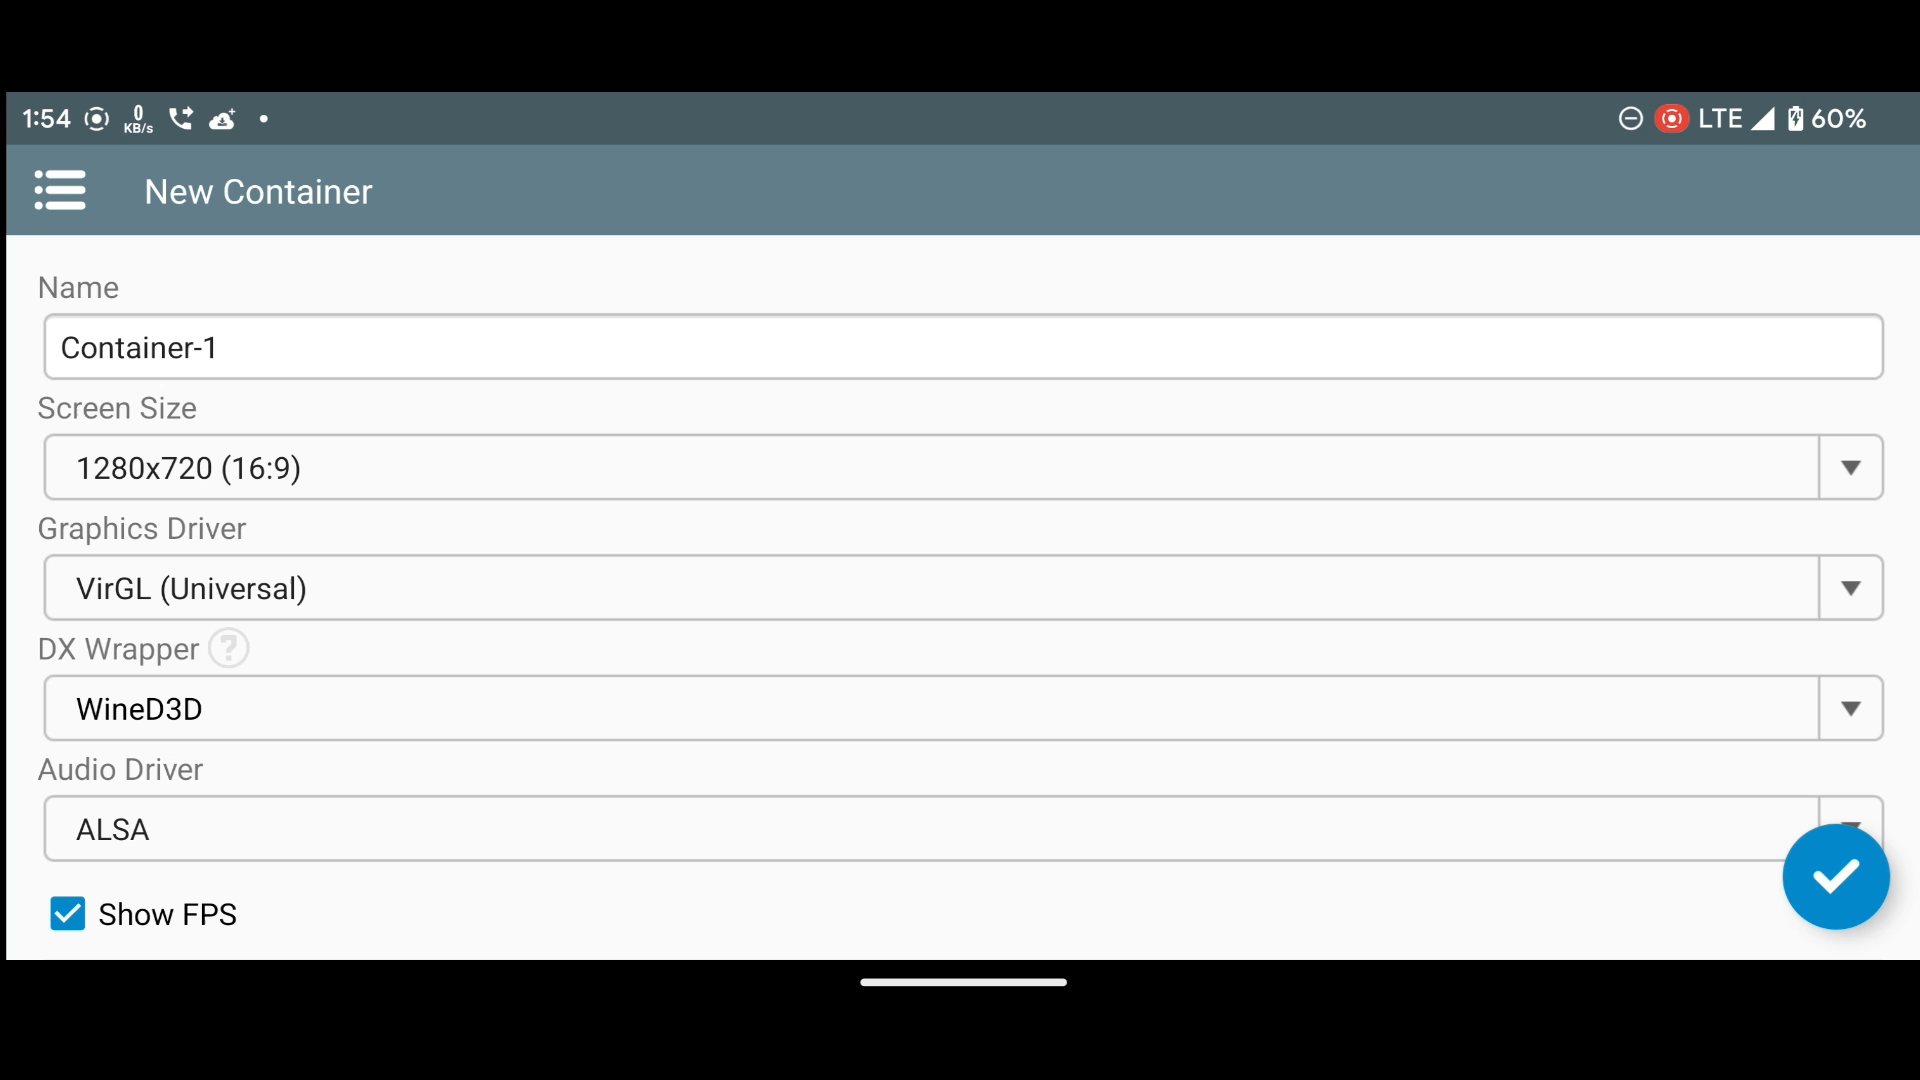 1:54 0 KB/s LTE 60%
New Container
Name
Container-1
Screen Size
1280x720 (16:9)
Graphics Driver
VirGL (Universal)
DX Wrapper ?
WineD3D
Audio Driver
ALSA
Show FPS